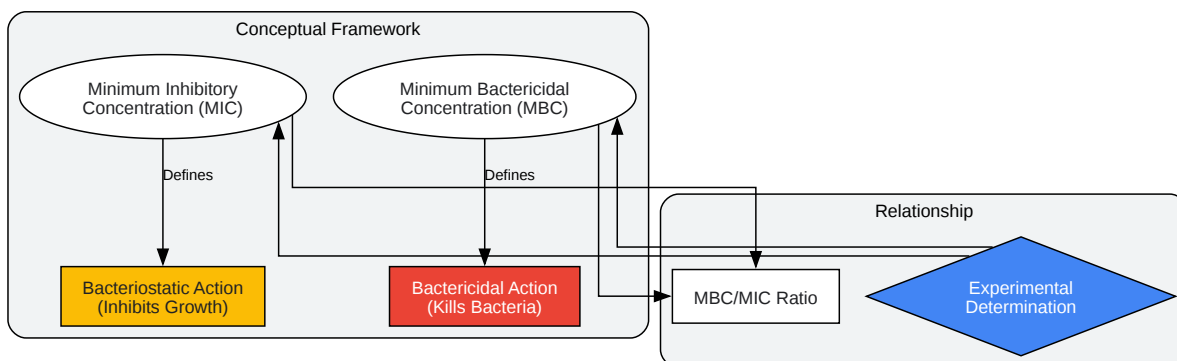 Conceptual Framework
Minimum Inhibitory
Concentration (MIC)
Minimum Bactericidal
Concentration (MBC)
Defines
Defines
Bacteriostatic Action
(Inhibits Growth)
Bactericidal Action
(Kills Bacteria)
Relationship
MBC/MIC Ratio
Experimental
Determination